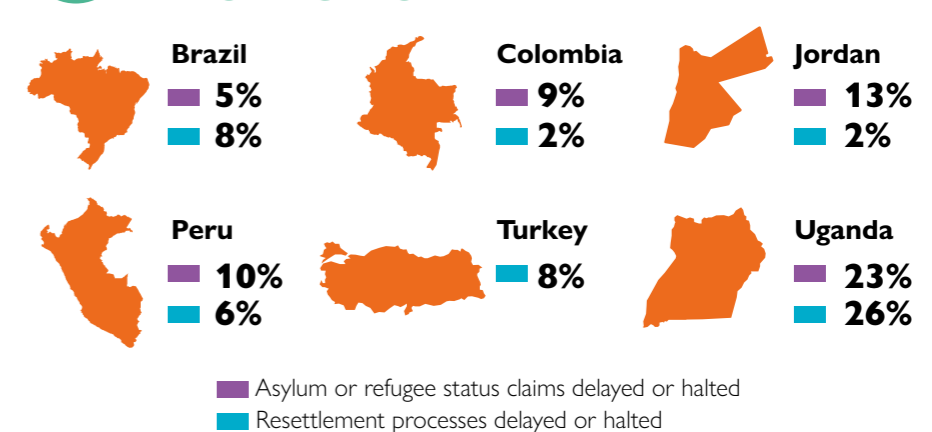 Brazil
5%
8%
Colombia
9%
2%
Jordan
13%
2%
Peru
10%
6%
Turkey
8%
Uganda
23%
26%
Asylum or refugee status claims delayed or halted
Resettlement processes delayed or halted